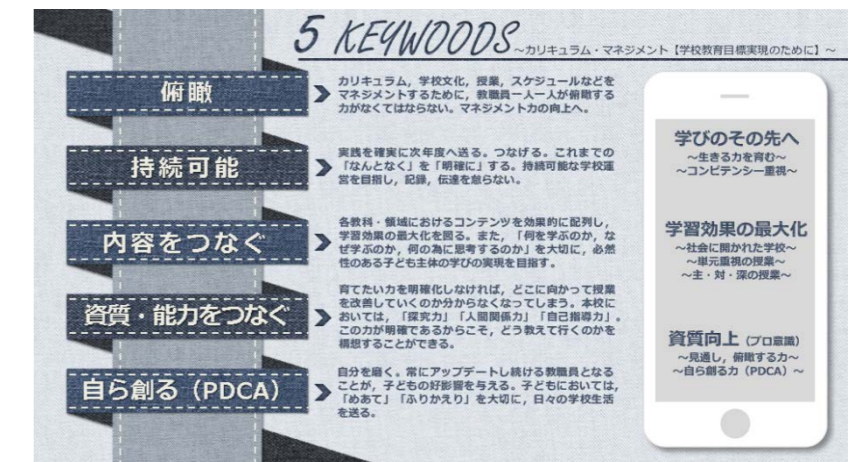 5 KEYWOODS ～カリキュラム・マネジメント【学校教育目標実現のために】～
俯瞰
カリキュラム，学校文化，授業，スケジュールなどを
マネジメントするために，教職員一人一人が俯瞰する
力がなくてはならない。マネジメント力の向上へ。
持続可能
実践を確実に次年度へ送る。つなげる。これまでの
「なんとなく」を「明確に」する。持続可能な学校運
営を目指し，記録，伝達を怠らない。
内容をつなぐ
各教科・領域におけるコンテンツを効果的に配列し，
学習効果の最大化を図る。また，「何を学ぶのか，な
ぜ学ぶのか，何の為に思考するのか」を大切に，必然
性のある子ども主体の学びの実現を目指す。
資質・能力をつなぐ
育てたい力を明確化しなければ，どこに向かって授業
を改善していくのか分からなくなってしまう。本校に
おいては，「探究力」「人間関係力」「自己指導力」。
この力が明確であるからこそ，どう教えて行くのかを
構想することができる。
自ら創る（PDCA）
自分を磨く。常にアップデートし続ける教職員となる
ことが，子どもの好影響を与える。子どもにおいては，
「めあて」「ふりかえり」を大切に，日々の学校生活
を送る。
学びのその先へ
～生きる力を育む～
～コンピテンシー重視～
学習効果の最大化
～社会に開かれた学校～
～単元重視の授業～
～主・対・深の授業～
資質向上（プロ意識）
～見通し，俯瞰する力～
～自ら創る力（PDCA）～